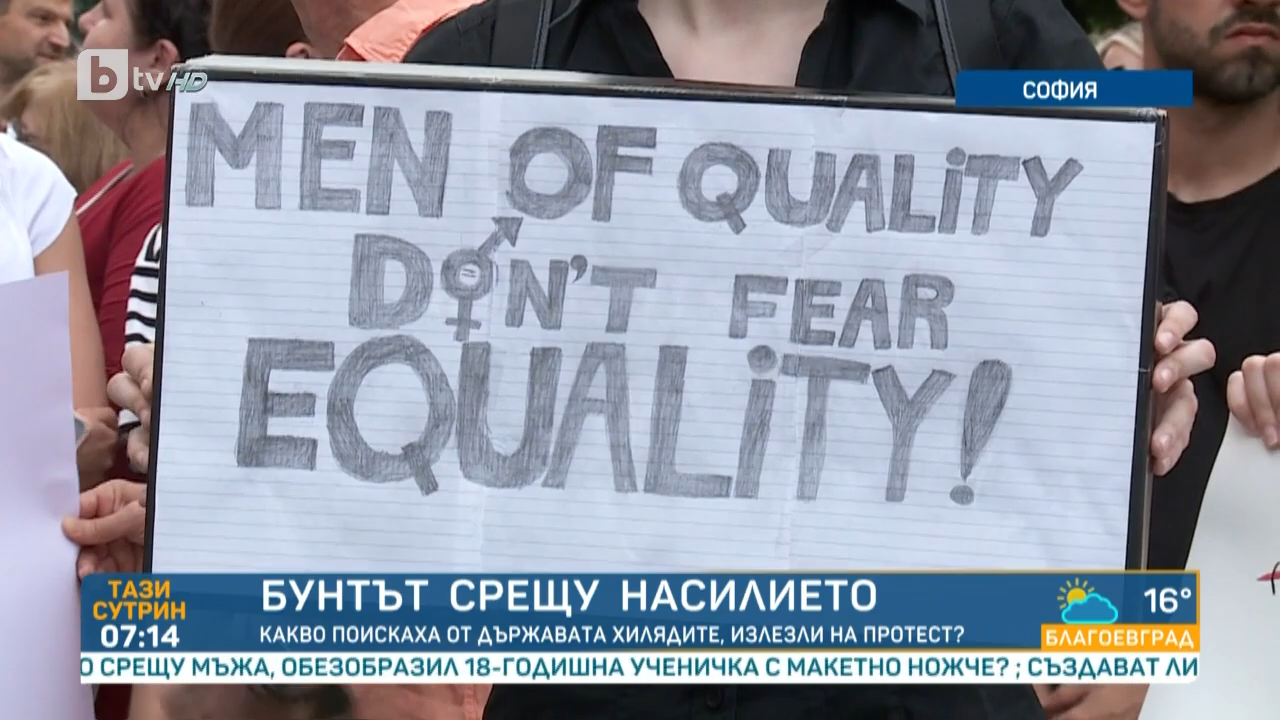 btv HD
СОФИЯ
MEN OF QUALITY
DON'T FEAR
EQUALITY!
ТАЗИ
СУТРИН
07:14
БУНТЪТ СРЕЩУ НАСИЛИЕТО
КАКВО ПОИСКАХА ОТ ДЪРЖАВАТА ХИЛЯДИТЕ, ИЗЛЕЗЛИ НА ПРОТЕСТ?
16°
БЛАГОЕВГРАД
О СРЕЩУ МЪЖА, ОБЕЗОБРАЗИЛ 18-ГОДИШНА УЧЕНИЧКА С МАКЕТНО НОЖЧЕ? ; СЪЗДАВАТ ЛИ